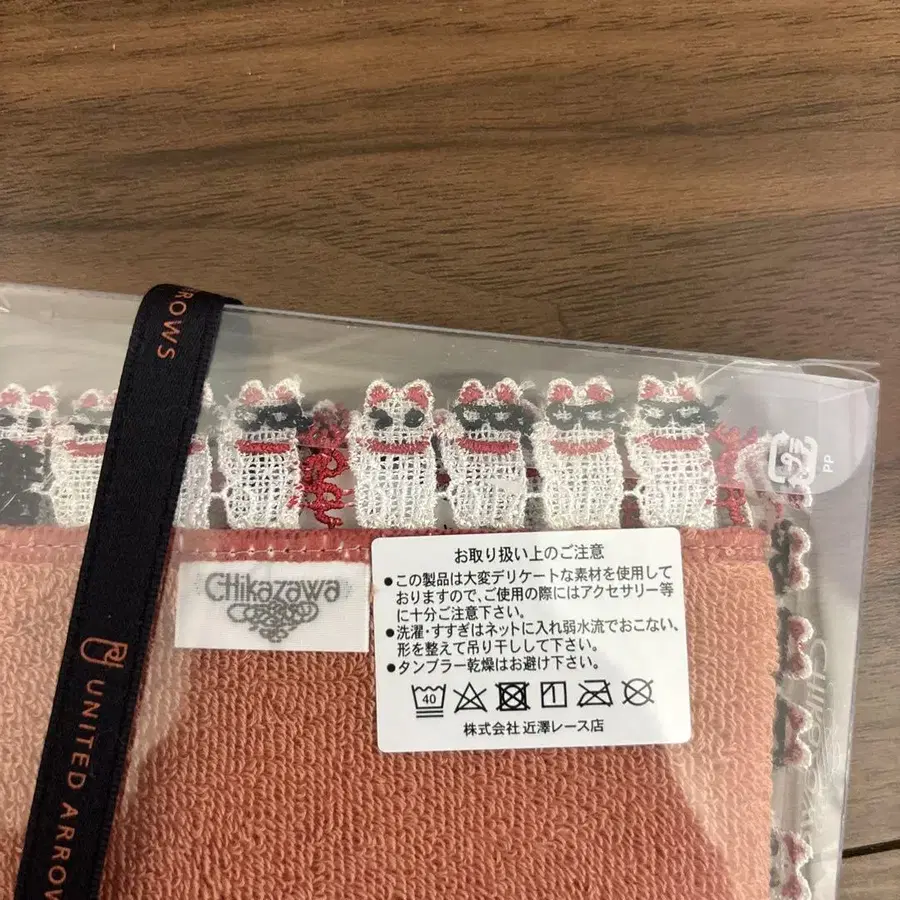 ROWS
プラ
PP
Chikazawa
お取り扱い上のご注意
●この製品は大変デリケートな素材を使用して
おりますので、ご使用の際にはアクセサリー等
に十分ご注意下さい。
●洗濯・すすぎはネットに入れ弱水流でおこない、
形を整えて吊り干しして下さい。
●タンブラー乾燥はお避け下さい。
40
株式会社 近澤レース店
UNITED ARROWS